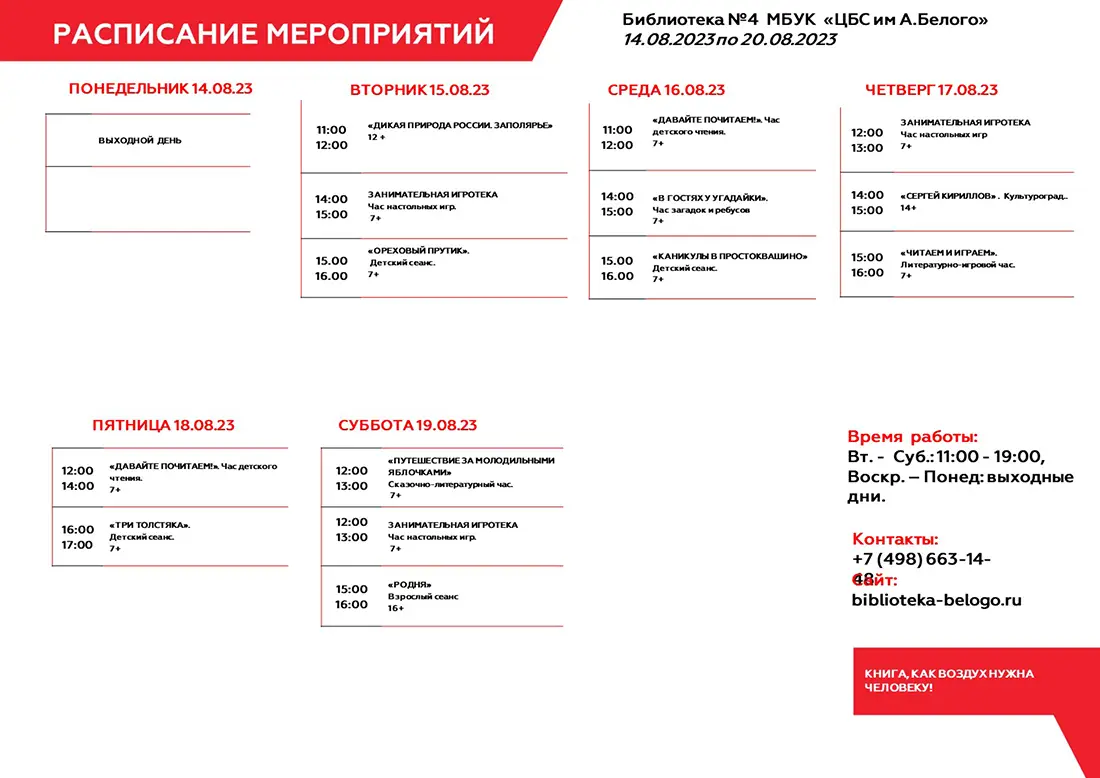 РАСПИСАНИЕ МЕРОПРИЯТИЙ
Библиотека №4 МБУК «ЦБС им А.Белого»
14.08.2023 по 20.08.2023
ПОНЕДЕЛЬНИК 14.08.23
ВЫХОДНОЙ ДЕНЬ
ВТОРНИК 15.08.23
11:00
12:00
«ДИКАЯ ПРИРОДА РОССИИ. ЗАПОЛЯРЬЕ»
12 +
14:00
15:00
ЗАНИМАТЕЛЬНАЯ ИГРОТЕКА
Час настольных игр.
7+
15.00
16.00
«ОРЕХОВЫЙ ПРУТИК».
Детский сеанс.
7+
СРЕДА 16.08.23
11:00
12:00
«ДАВАЙТЕ ПОЧИТАЕМ!». Час
детского чтения.
7+
14:00
15:00
«В ГОСТЯХ У УГАДАЙКИ».
Час загадок и ребусов
7+
15.00
16.00
«КАНИКУЛЫ В ПРОСТОКВАШИНО»
Детский сеанс.
7+
ЧЕТВЕРГ 17.08.23
12:00
13:00
ЗАНИМАТЕЛЬНАЯ ИГРОТЕКА
Час настольных игр
7+
14:00
15:00
«СЕРГЕЙ КИРИЛЛОВ» . Культуроград..
14+
15:00
16:00
«ЧИТАЕМ И ИГРАЕМ».
Литературно-игровой час.
7+
ПЯТНИЦА 18.08.23
12:00
14:00
«ДАВАЙТЕ ПОЧИТАЕМ!». Час детского
чтения.
7+
16:00
17:00
«ТРИ ТОЛСТЯКА».
Детский сеанс.
7+
СУББОТА 19.08.23
12:00
13:00
«ПУТЕШЕСТВИЕ ЗА МОЛОДИЛЬНЫМИ
ЯБЛОЧКАМИ»
Сказочно-литературный час.
7+
12:00
13:00
ЗАНИМАТЕЛЬНАЯ ИГРОТЕКА
Час настольных игр.
7+
15:00
16:00
«РОДНЯ»
Взрослый сеанс
16+
Время работы:
Вт. - Суб.: 11:00 - 19:00,
Воскр. – Понед: выходные
дни.
Контакты:
+7 (498) 663-14-
48
Сайт:
biblioteka-belogo.ru
КНИГА, КАК ВОЗДУХ НУЖНА
ЧЕЛОВЕКУ!